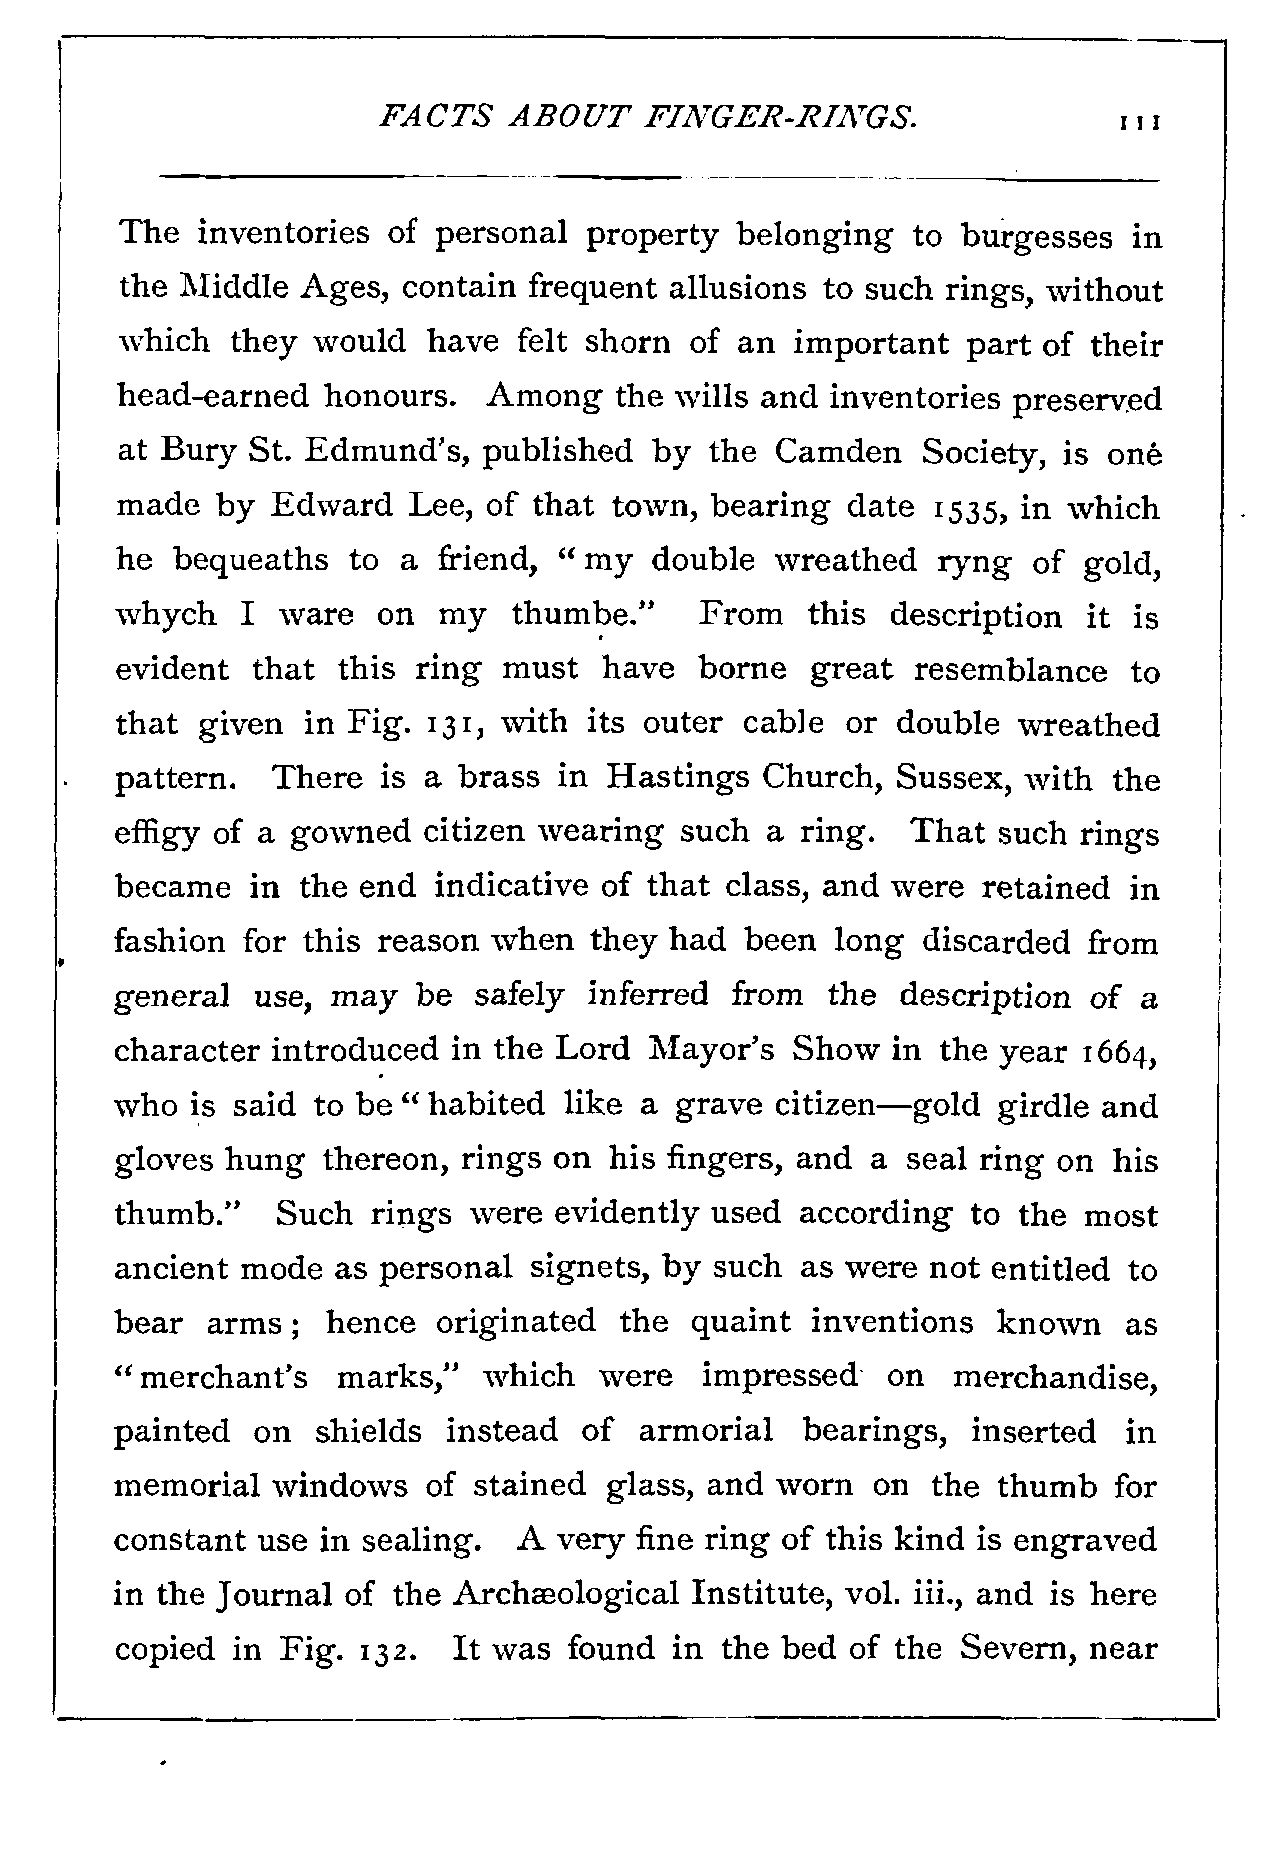 FACTS ABOUT FINGER-RINGS. 111
The inventories of personal property belonging to burgesses in
the Middle Ages, contain frequent allusions to such rings, without
which they would have felt shorn of an important part of their
head-earned honours. Among the wills and inventories preserved
at Bury St. Edmund's, published by the Camden Society, is one
made by Edward Lee, of that town, bearing date 1535, in which
he bequeaths to a friend, “my double wreathed ryng of gold,
whych I ware on my thumbe.” From this description it is
evident that this ring must have borne great resemblance to
that given in Fig. 131, with its outer cable or double wreathed
pattern. There is a brass in Hastings Church, Sussex, with the
effigy of a gowned citizen wearing such a ring. That such rings
became in the end indicative of that class, and were retained in
fashion for this reason when they had been long discarded from
general use, may be safely inferred from the description of a
character introduced in the Lord Mayor's Show in the year 1664,
who is said to be “habited like a grave citizen—gold girdle and
gloves hung thereon, rings on his fingers, and a seal ring on his
thumb.” Such rings were evidently used according to the most
ancient mode as personal signets, by such as were not entitled to
bear arms; hence originated the quaint inventions known as
“merchant's marks,” which were impressed on merchandise,
painted on shields instead of armorial bearings, inserted in
memorial windows of stained glass, and worn on the thumb for
constant use in sealing. A very fine ring of this kind is engraved
in the Journal of the Archæological Institute, vol. iii., and is here
copied in Fig. 132. It was found in the bed of the Severn, near